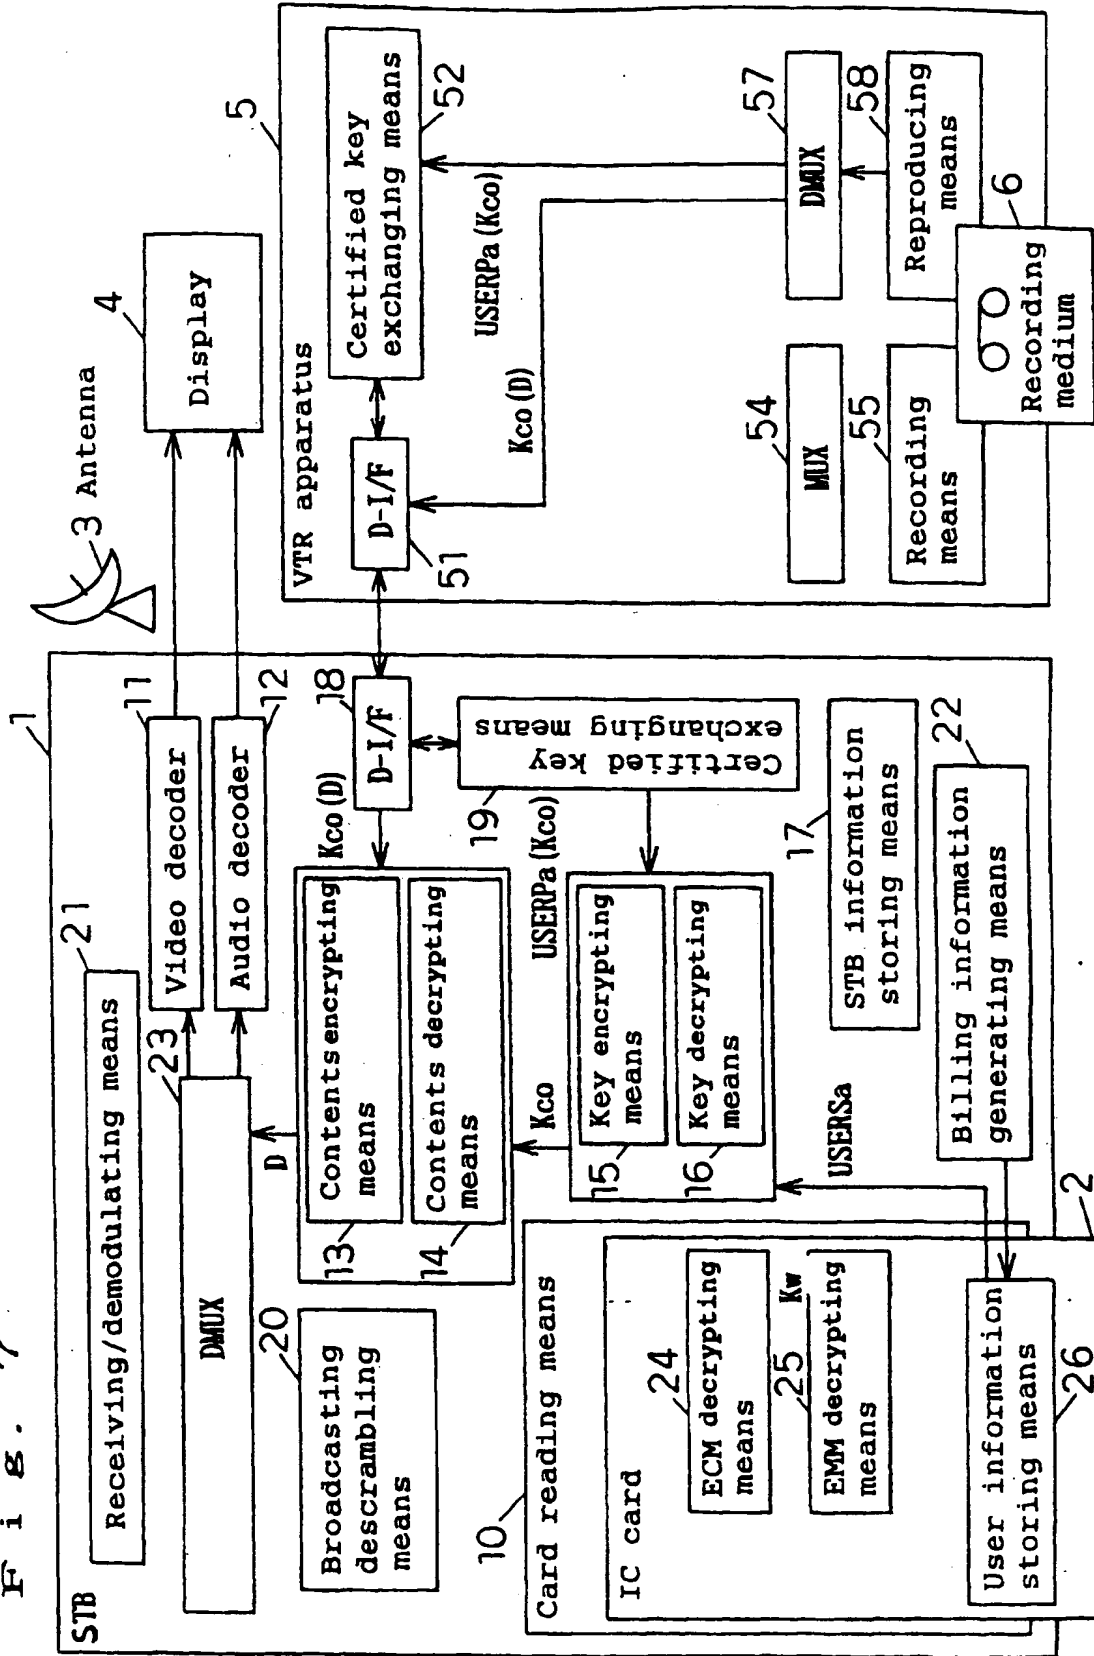 Fig. 7
STB
1
Receiving/demodulating means
21
DMUX
23
Video decoder
11
Audio decoder
12
3 Antenna
4
Display
Broadcasting
descrambling
means
20
D
Contents encrypting
means
13
Contents decrypting
means
14
Kco(D)
D-I/F
18
Certified key
exchanging means
19
USERPa(Kco)
Kco
Key encrypting
means
15
Key decrypting
means
16
USERSa
STB information
storing means
17
Billing information
generating means
22
10
Card reading means
IC card
2
ECM decrypting
means
24
Kw
25
EMM decrypting
means
User information
storing means
26
5
VTR apparatus
D-I/F
51
Certified key
exchanging means
52
USERPa(Kco)
Kco(D)
MUX
54
DMUX
57
Recording
means
55
Reproducing
means
58
6
Recording
medium